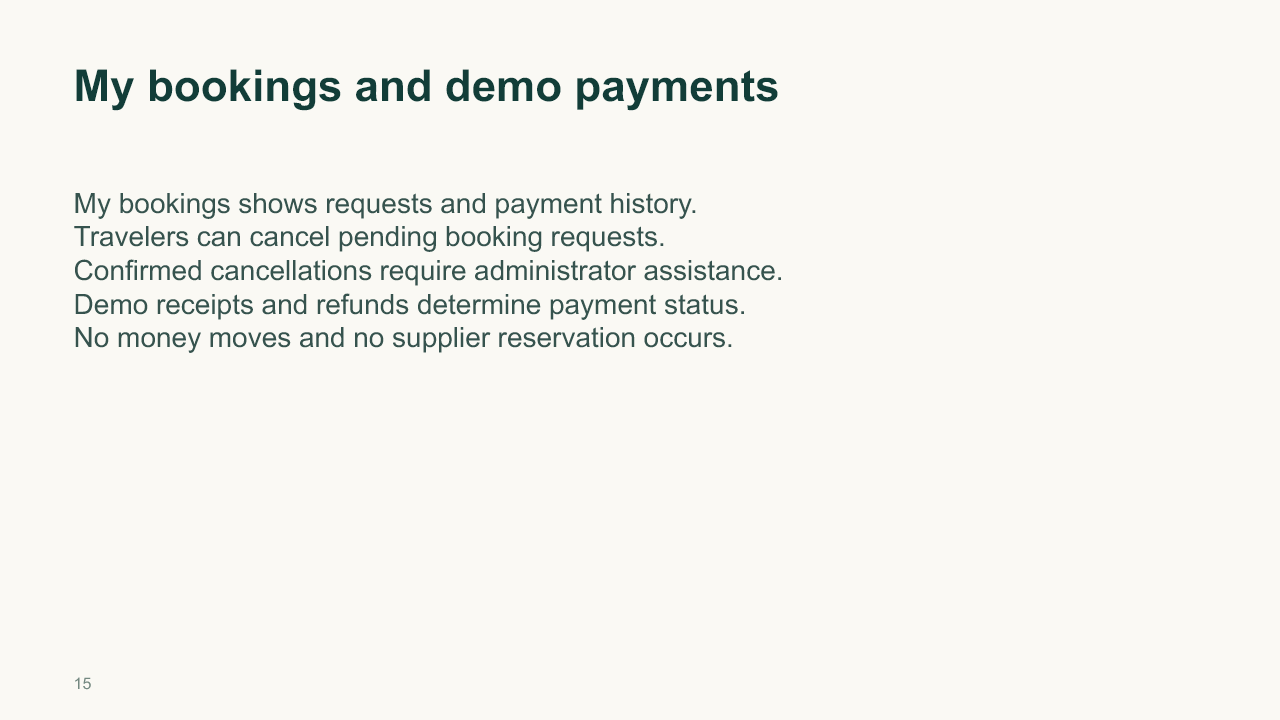 My bookings and demo payments
My bookings shows requests and payment history.
Travelers can cancel pending booking requests.
Confirmed cancellations require administrator assistance.
Demo receipts and refunds determine payment status.
No money moves and no supplier reservation occurs.
15